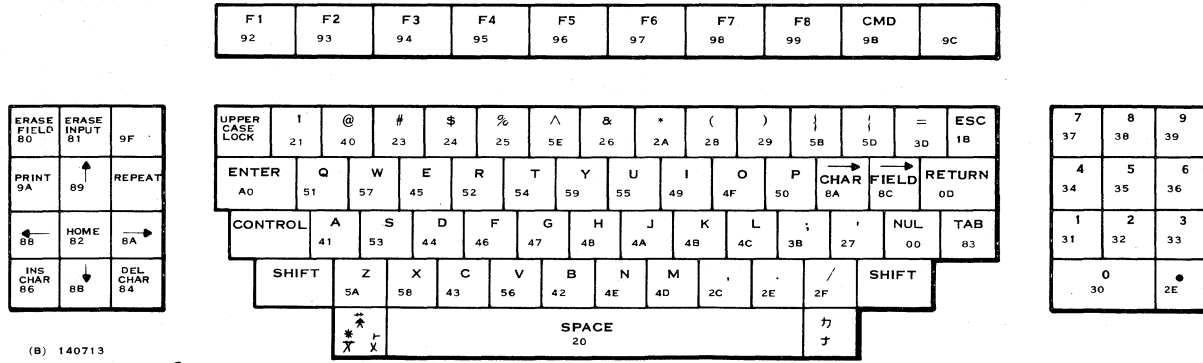 F1 F2 F3 F4 F5 F6 F7 F8 CMD
92 93 94 95 96 97 98 99 9B 9C
ERASE FIELD 80 ERASE INPUT 81 9F
PRINT 9A 89 REPEAT
88 HOME 82 8A
INS CHAR 86 8B DEL CHAR 84
UPPER CASE LOCK ! @ # $ % ^ & * ( ) { { = ESC
21 40 23 24 25 5E 26 2A 28 29 5B 5D 3D 1B
ENTER Q W E R T Y U I O P CHAR FIELD RETURN
A0 51 57 45 52 54 59 55 49 4F 50 8A 8C 0D
CONTROL A S D F G H J K L ; ' NUL TAB
41 53 44 46 47 48 4A 4B 4C 3B 27 00 83
SHIFT Z X C V B N M , . / SHIFT
5A 58 43 56 42 4E 4D 2C 2E 2F
SPACE
20
カ
ナ
7 8 9
37 38 39
4 5 6
34 35 36
1 2 3
31 32 33
0 •
30 2E
(B) 140713